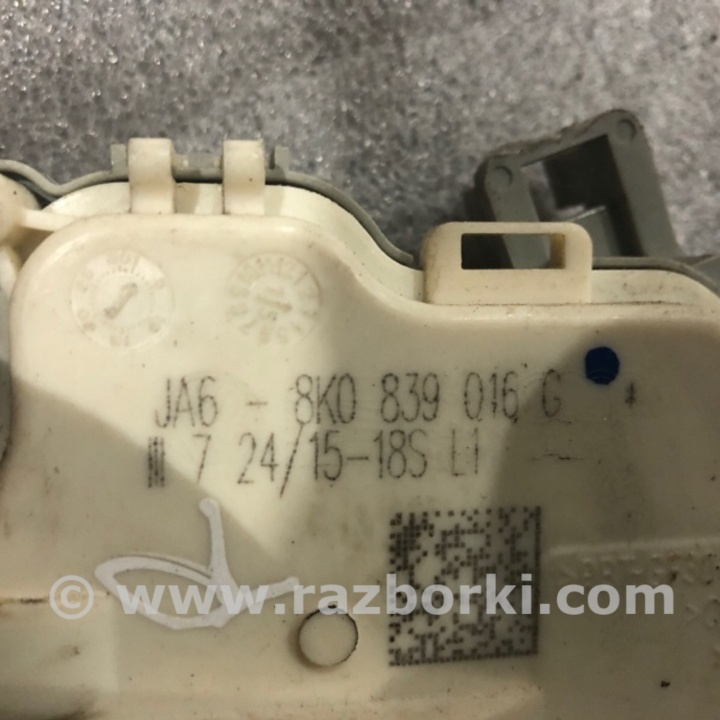 JA6 - 8K0 839 016 G
7 24/15-18S L1
© www.razborki.com